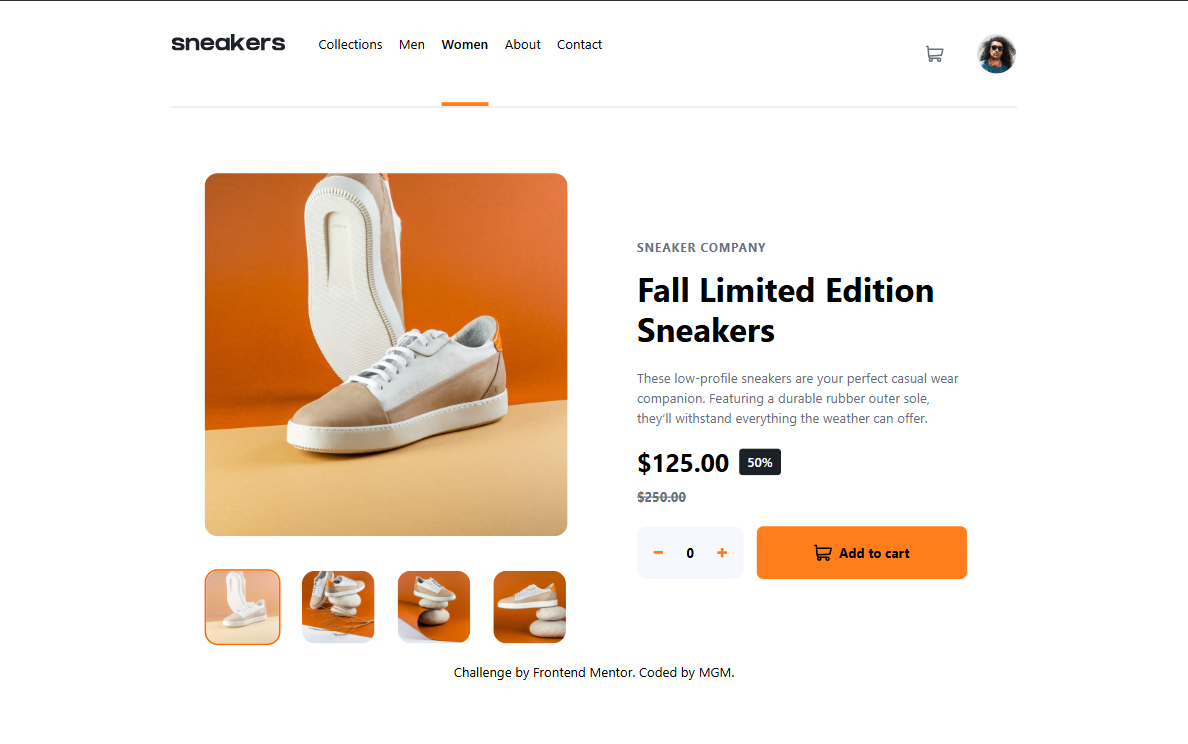 sneakers
Collections Men Women About Contact
SNEAKER COMPANY
Fall Limited Edition
Sneakers
These low-profile sneakers are your perfect casual wear
companion. Featuring a durable rubber outer sole,
they’ll withstand everything the weather can offer.
$125.00 50%
$250.00
− 0 +
Add to cart
Challenge by Frontend Mentor. Coded by MGM.